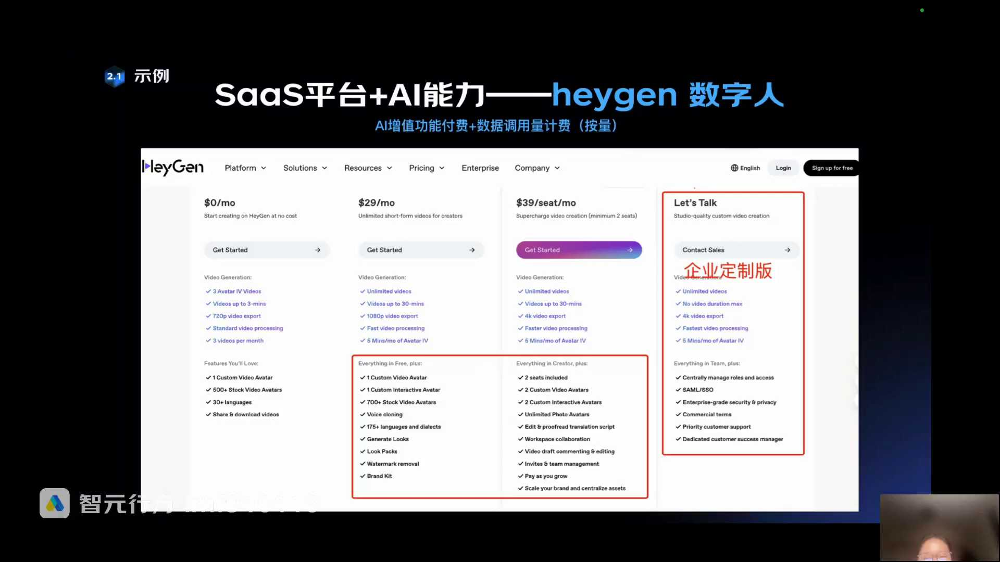 2.1 示例
SaaS平台+AI能力——heygen 数字人
AI增值功能付费+数据调用量计费（按量）
HeyGen Platform Solutions Resources Pricing Enterprise Company English Login Sign up for free
$0/mo
Start creating on HeyGen at no cost
Get Started
Video Generation:
3 Avatar IV Videos
Videos up to 3-mins
720p video export
Standard video processing
3 videos per month
Features You'll Love:
1 Custom Video Avatar
500+ Stock Video Avatars
30+ languages
Share & download videos
$29/mo
Unlimited short-form videos for creators
Get Started
Video Generation:
Unlimited videos
Videos up to 30-mins
1080p video export
Fast video processing
5 Mins/mo of Avatar IV
Everything in Free, plus:
1 Custom Video Avatar
1 Custom Interactive Avatar
700+ Stock Video Avatars
Voice cloning
175+ languages and dialects
Generate Looks
Look Packs
Watermark removal
Brand Kit
$39/seat/mo
Supercharge video creation (minimum 2 seats)
Get Started
Video Generation:
Unlimited videos
Videos up to 30-mins
4k video export
Faster video processing
5 Mins/mo of Avatar IV
Everything in Creator, plus:
2 seats included
2 Custom Video Avatars
2 Custom Interactive Avatars
Unlimited Photo Avatars
Edit & proofread translation script
Workspace collaboration
Video draft commenting & editing
Invites & team management
Pay as you grow
Scale your brand and centralize assets
Let's Talk
Studio-quality custom video creation
Contact Sales
企业定制版
Video Generation:
Unlimited videos
No video duration max
4k video export
Fastest video processing
5 Mins/mo of Avatar IV
Everything in Team, plus:
Centrally manage roles and access
SAML/SSO
Enterprise-grade security & privacy
Commercial terms
Priority customer support
Dedicated customer success manager
智元行方